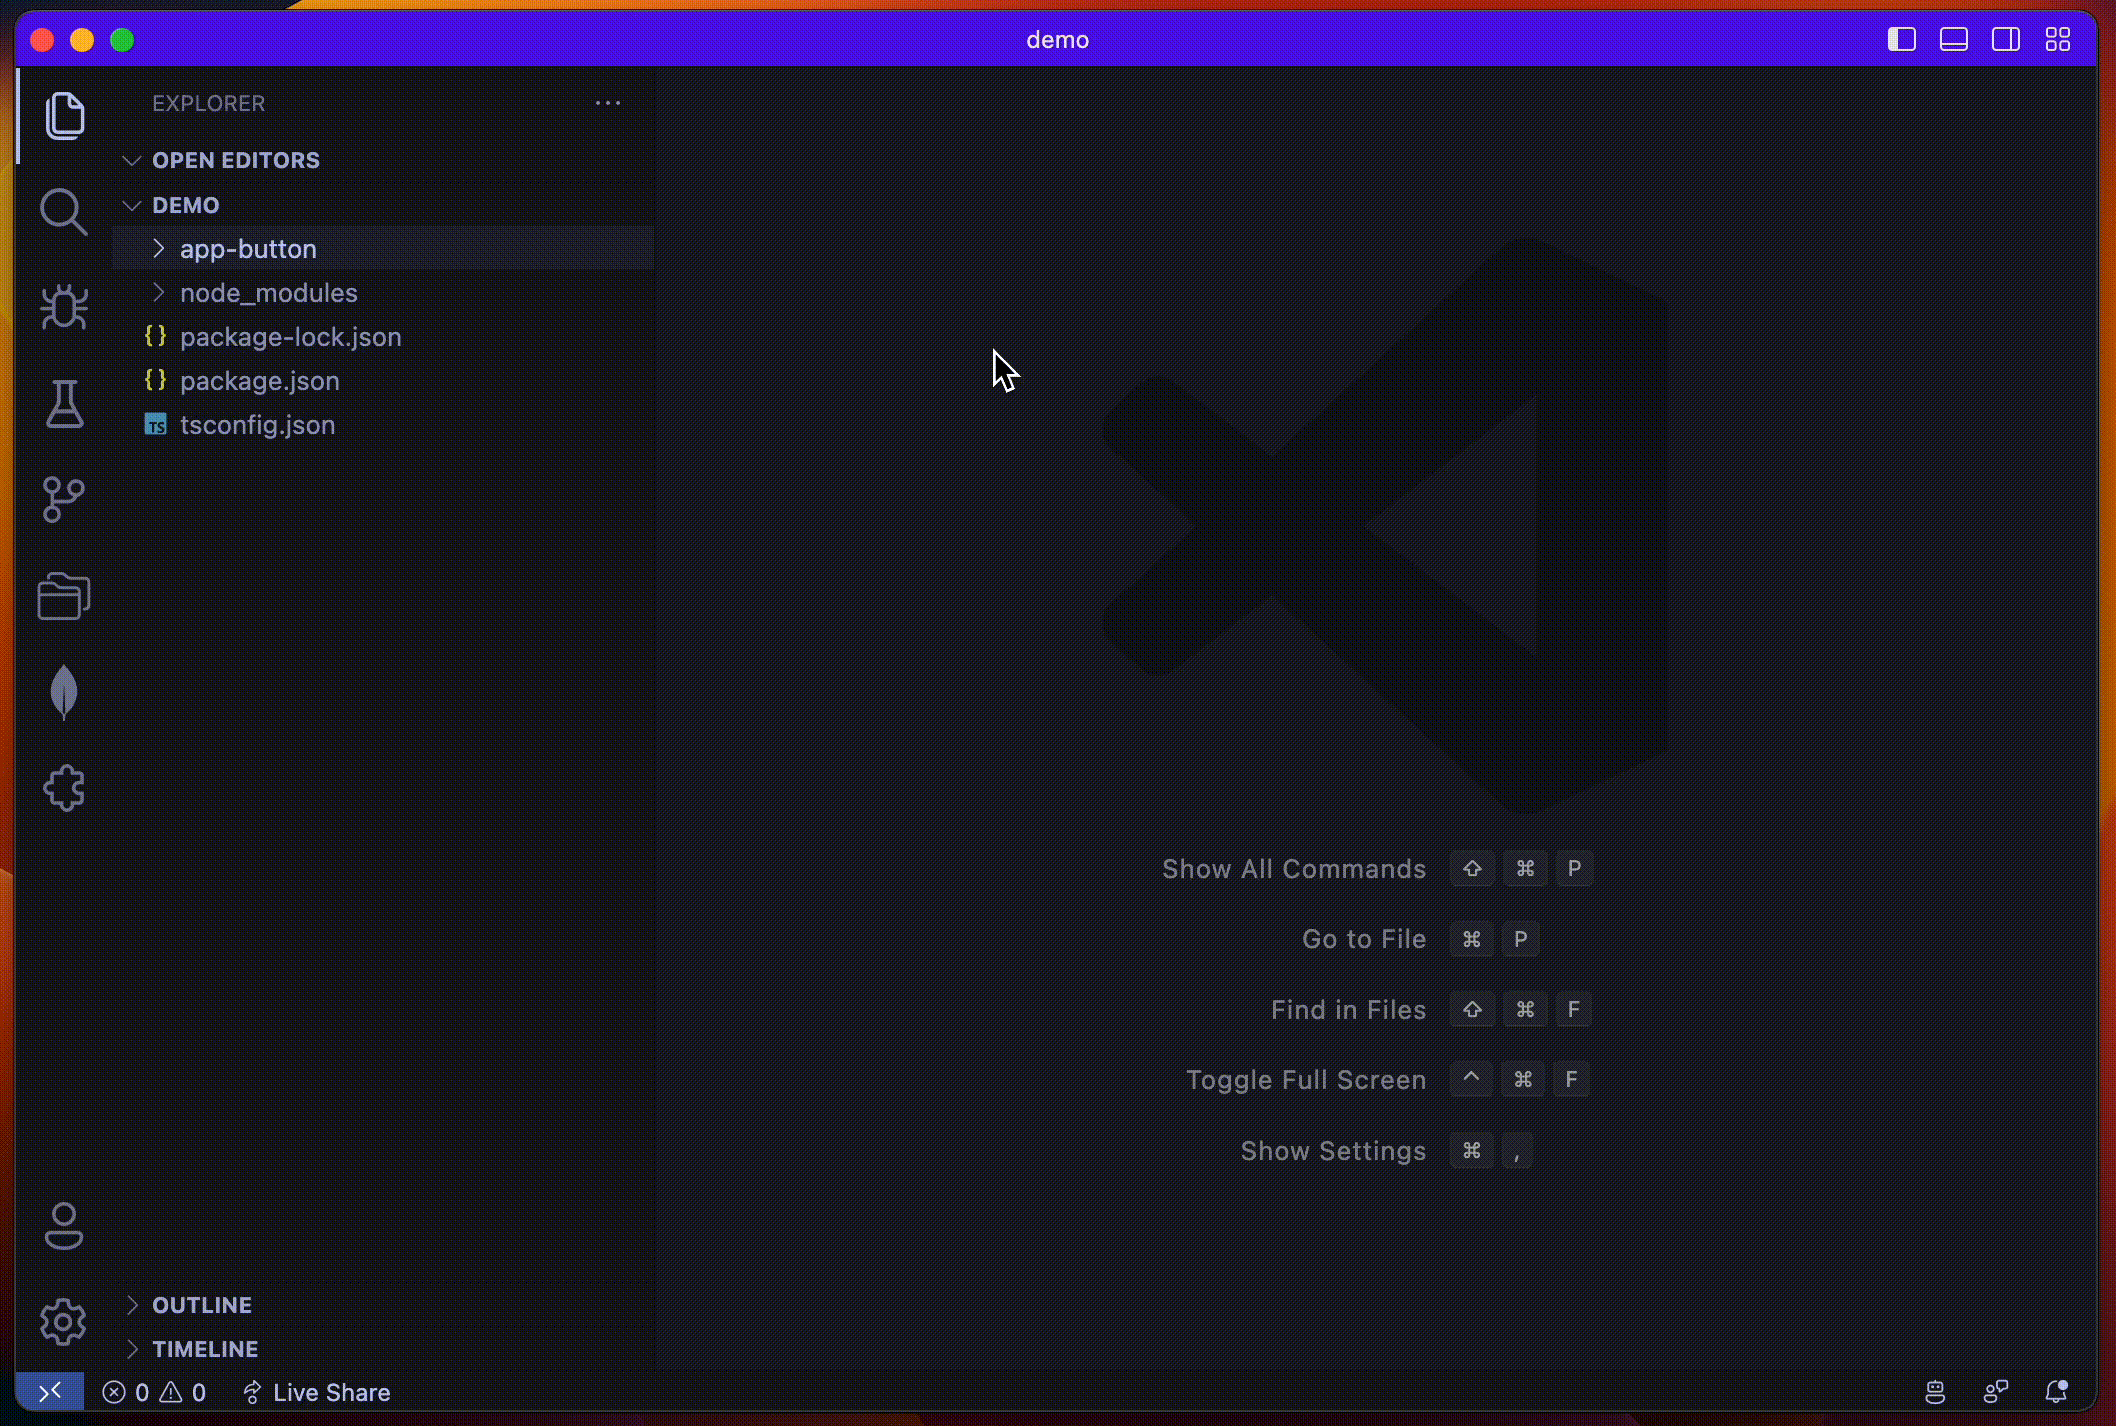 demo
EXPLORER
OPEN EDITORS
DEMO
app-button
node_modules
{} package-lock.json
{} package.json
TS tsconfig.json
Show All Commands ⇧ ⌘ P
Go to File ⌘ P
Find in Files ⇧ ⌘ F
Toggle Full Screen ^ ⌘ F
Show Settings ⌘ ,
OUTLINE
TIMELINE
0 0 Live Share